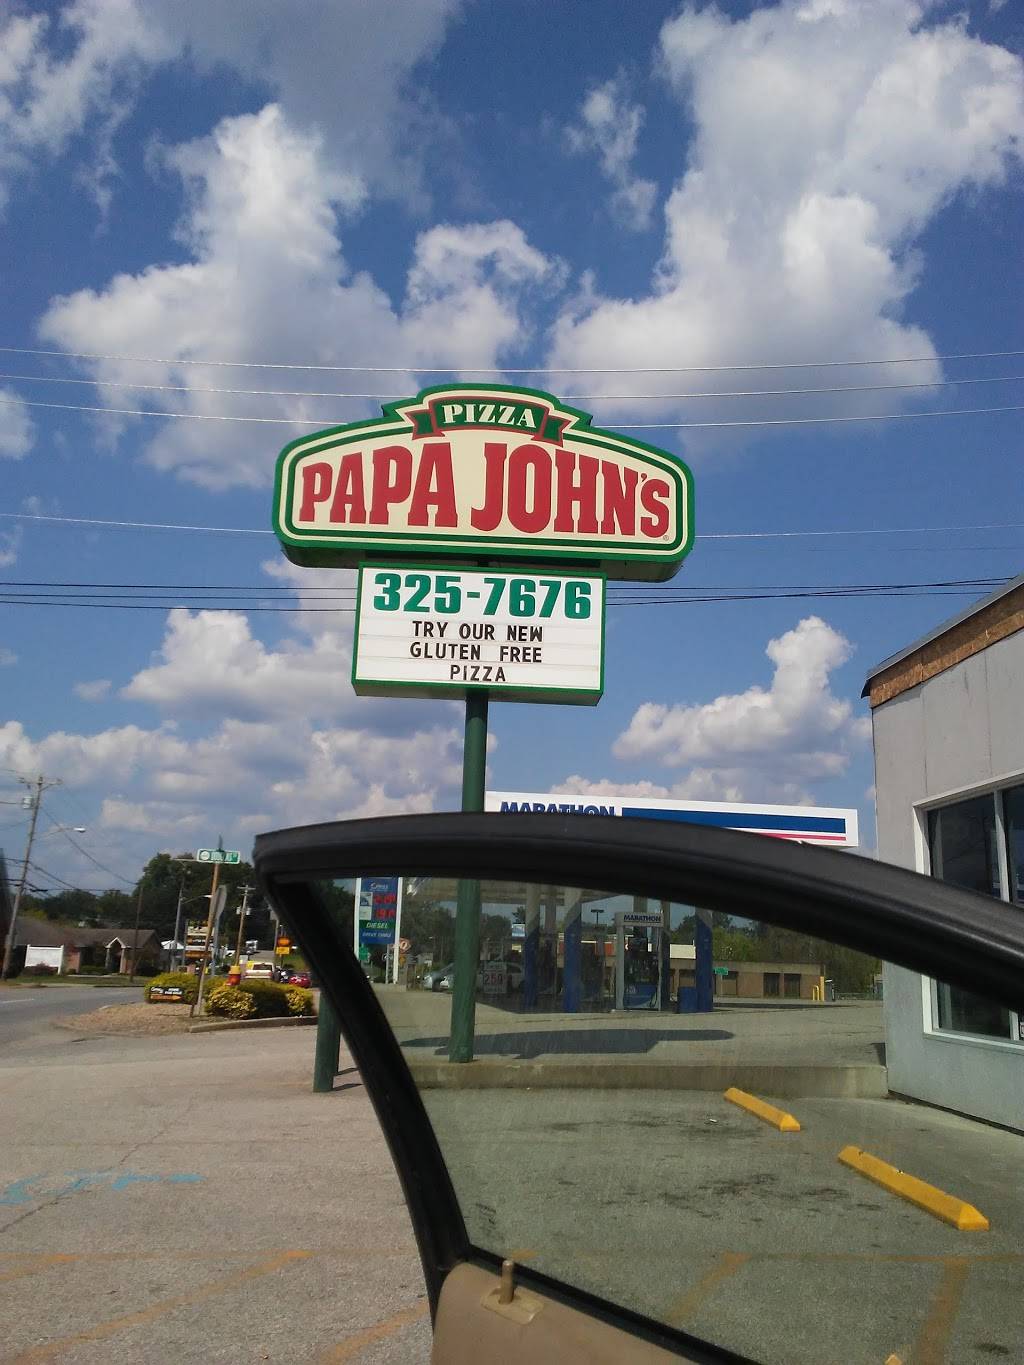 PIZZA
PAPA JOHN'S
325-7676
TRY OUR NEW
GLUTEN FREE
PIZZA
MARATHON
MARATHON
DIESEL